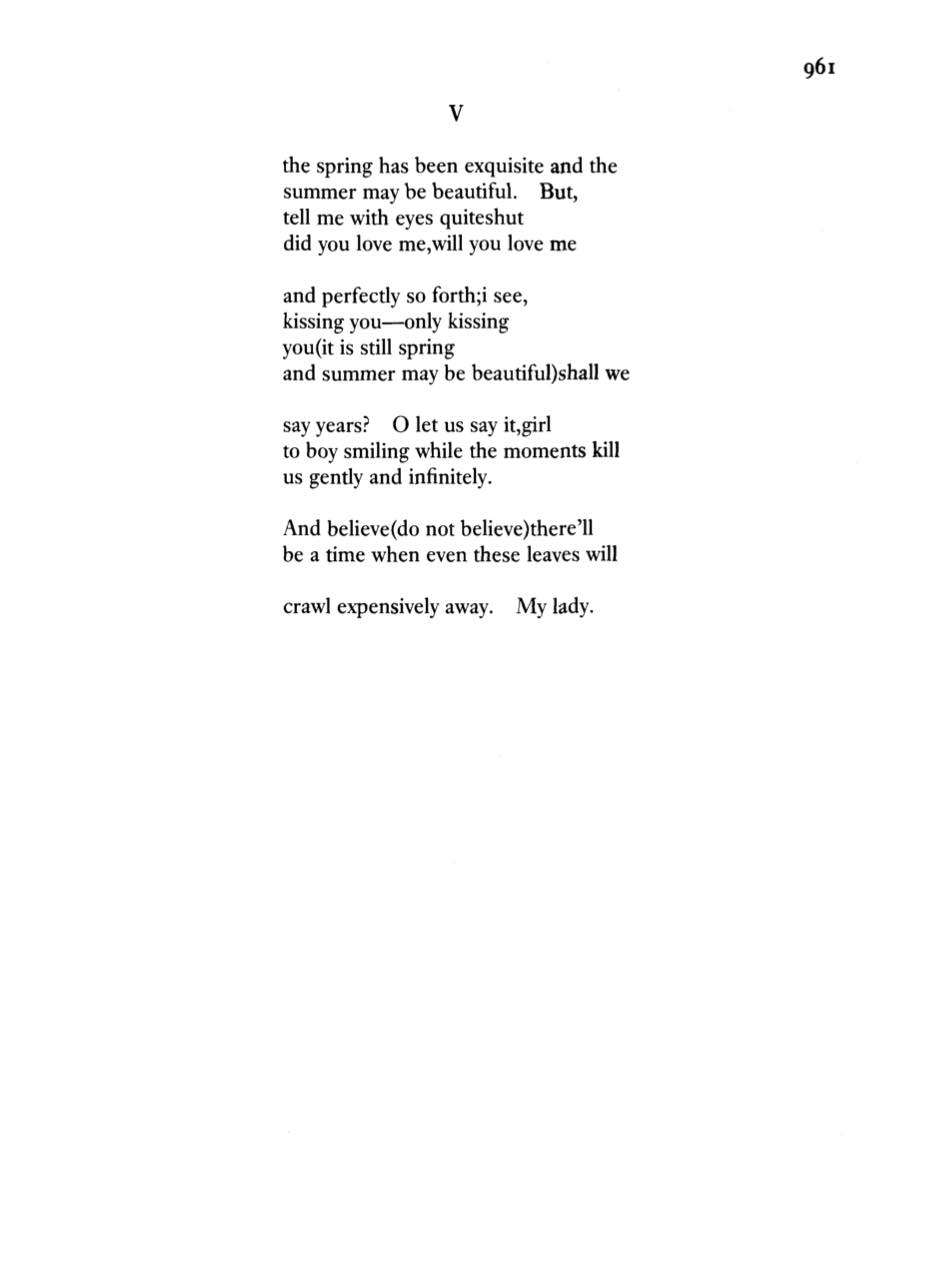 961
V
the spring has been exquisite and the
summer may be beautiful.   But,
tell me with eyes quiteshut
did you love me,will you love me
and perfectly so forth;i see,
kissing you—only kissing
you(it is still spring
and summer may be beautiful)shall we
say years?   O let us say it,girl
to boy smiling while the moments kill
us gently and infinitely.
And believe(do not believe)there'll
be a time when even these leaves will
crawl expensively away.   My lady.